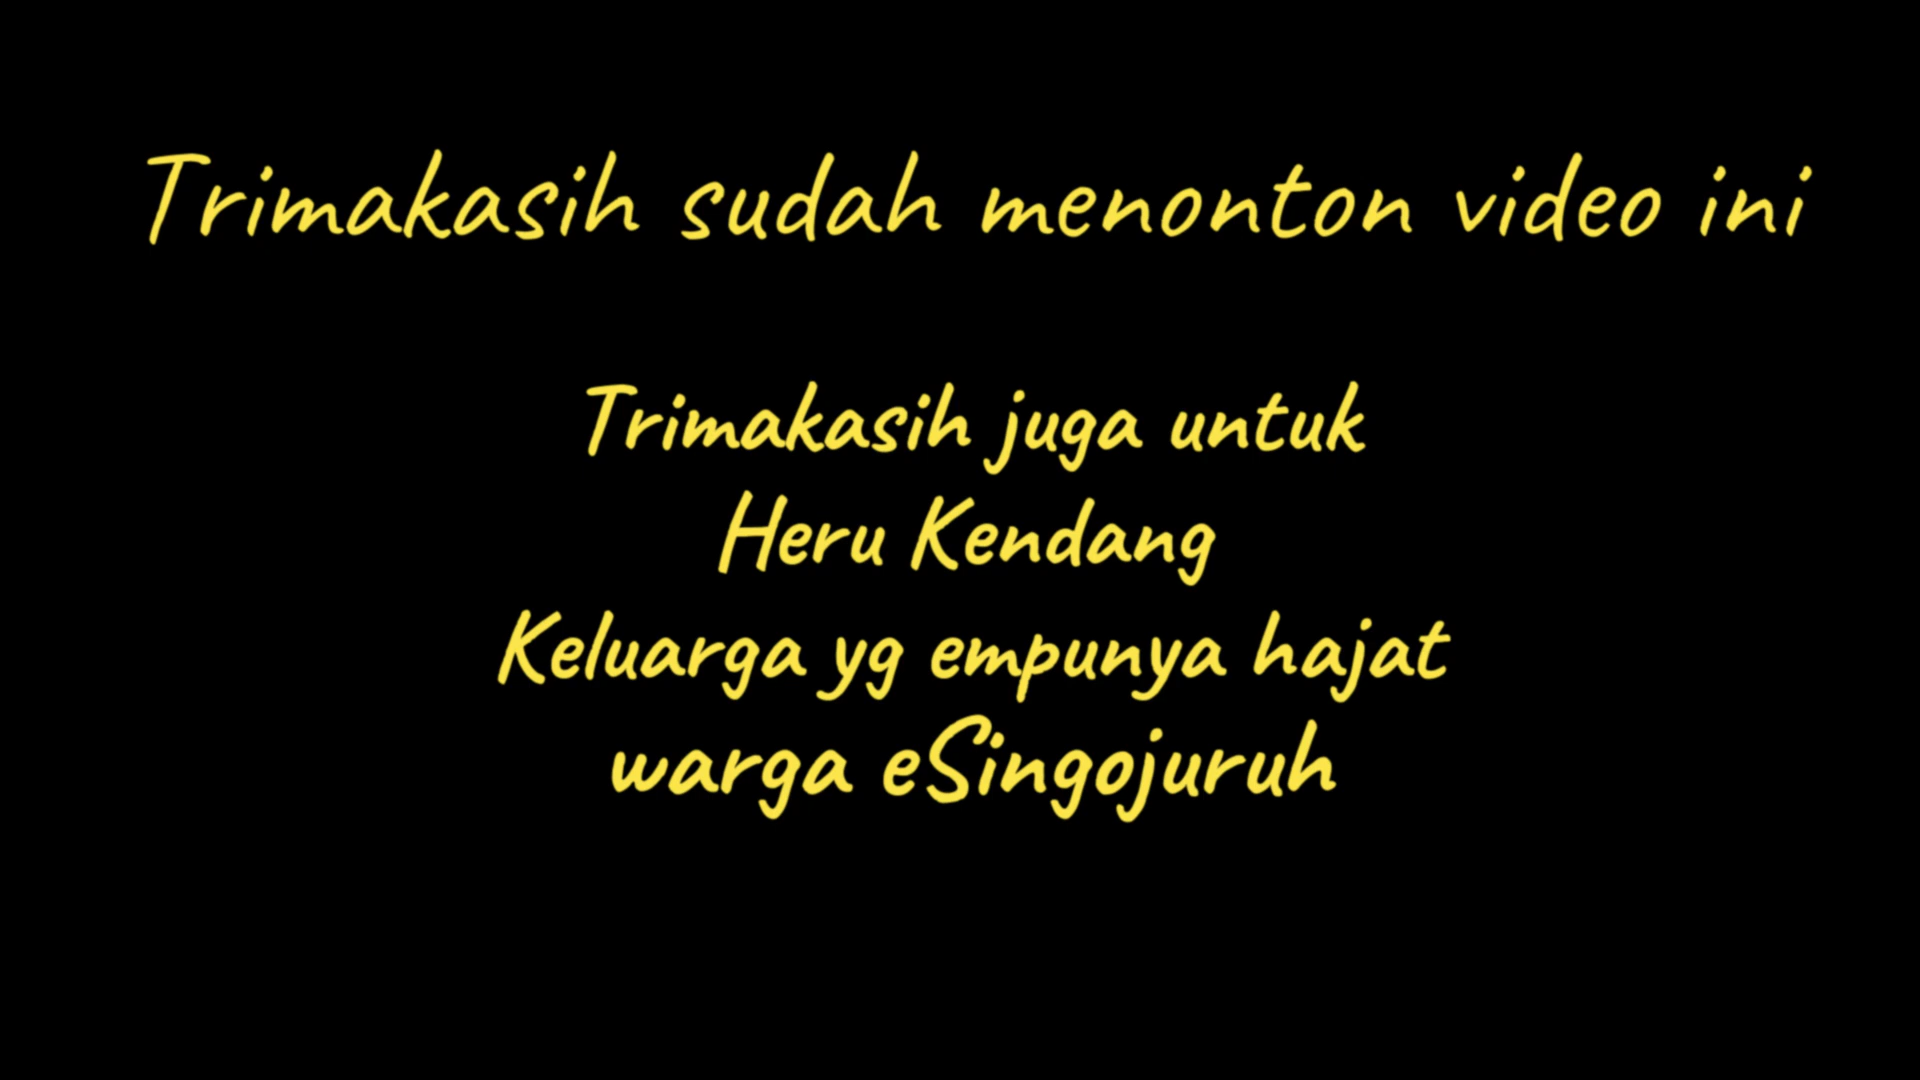 Trimakasih sudah menonton video ini
Trimakasih juga untuk
Heru Kendang
Keluarga yg empunya hajat
warga eSingojuruh